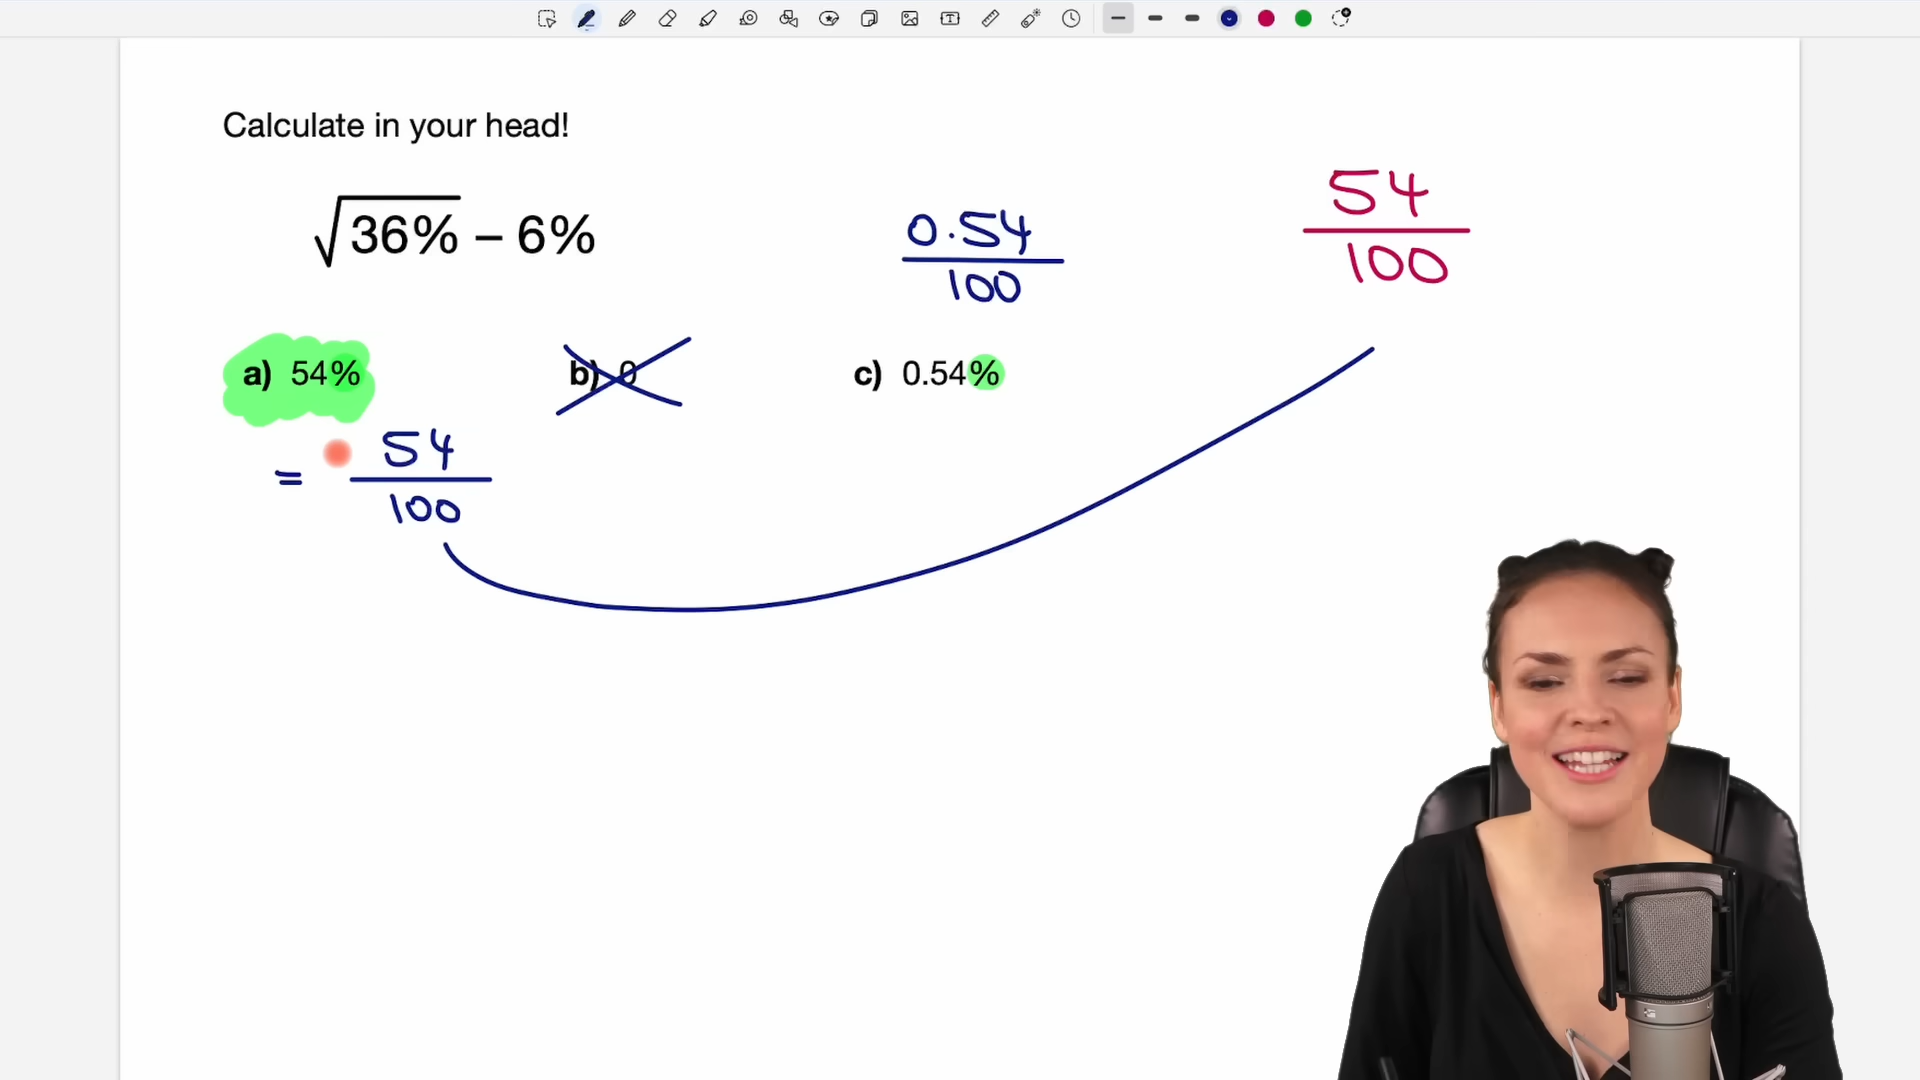 Calculate in your head!
√36% – 6%
0.54
100
54
100
a) 54%
b) 0
c) 0.54%
= 54
100